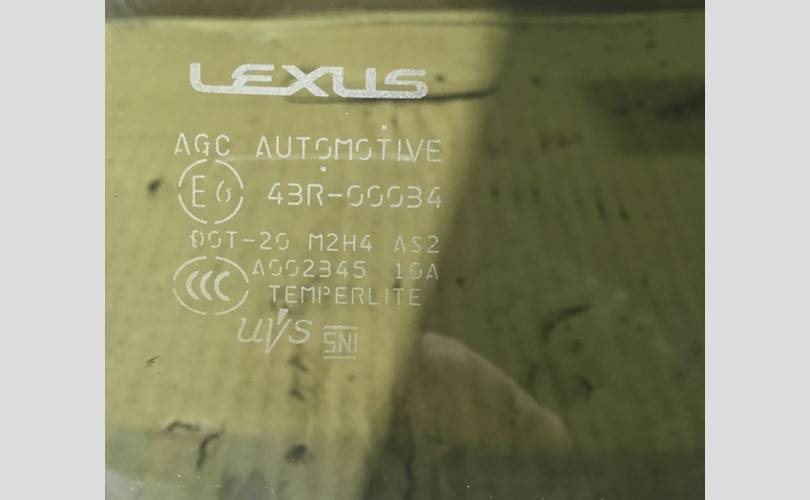 LEXUS
AGC AUTOMOTIVE
E6 43R-00034
DOT-20 M2H4 AS2
CCC A002345 10A
TEMPERLITE
UVS SNI